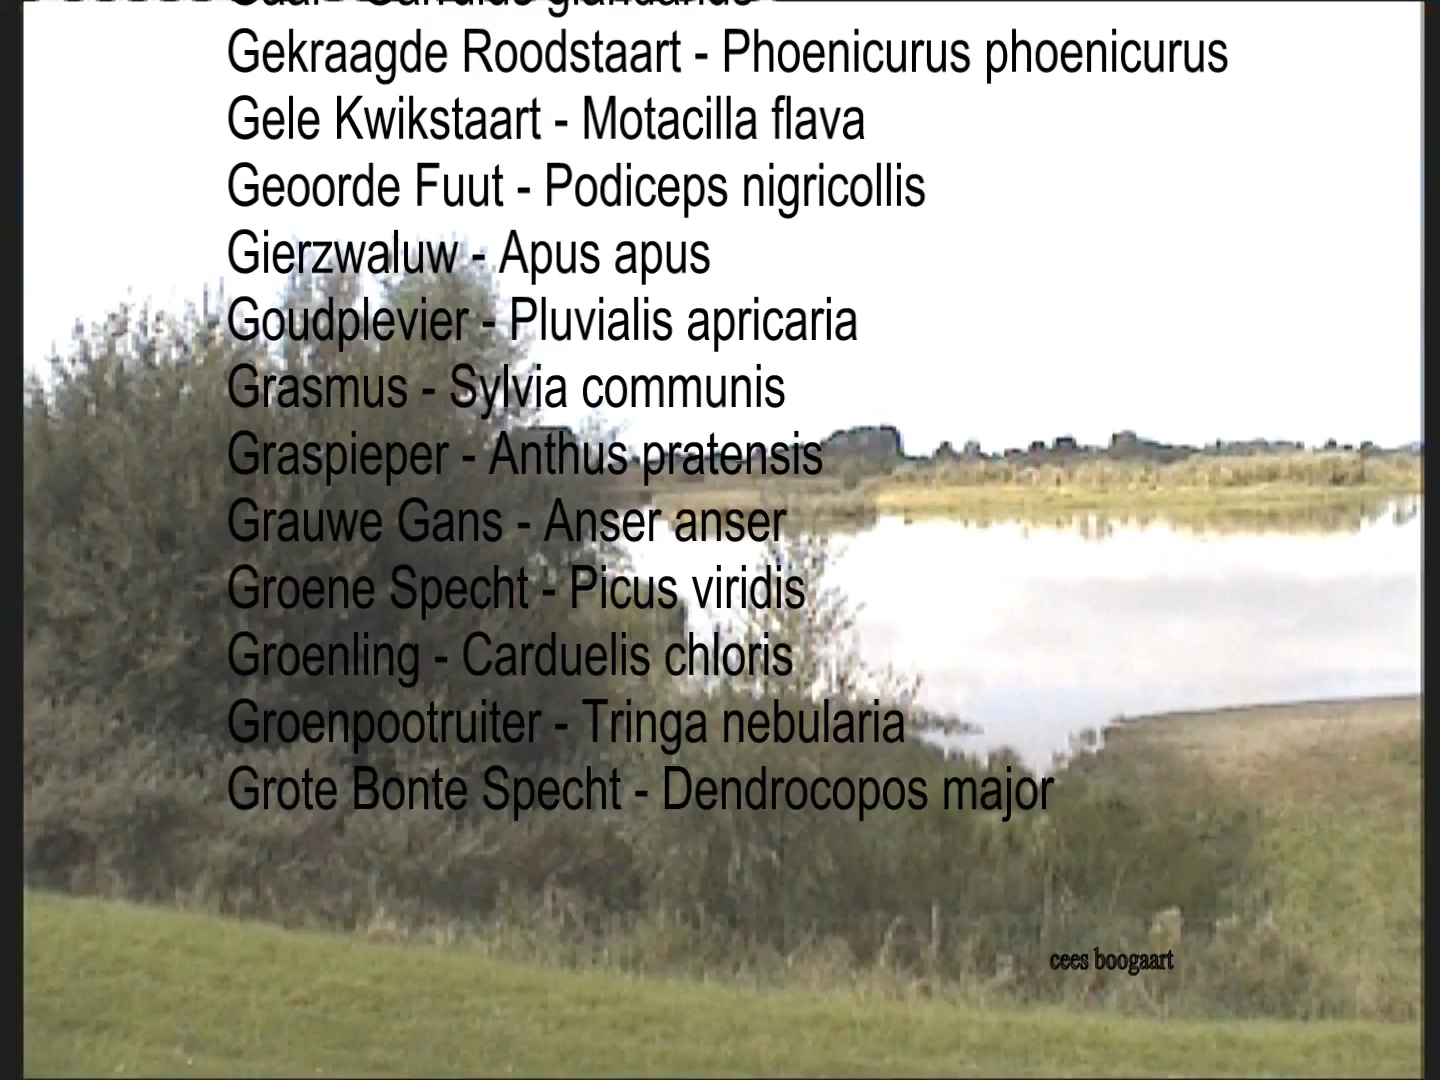 Gekraagde Roodstaart - Phoenicurus phoenicurus
Gele Kwikstaart - Motacilla flava
Geoorde Fuut - Podiceps nigricollis
Gierzwaluw - Apus apus
Goudplevier - Pluvialis apricaria
Grasmus - Sylvia communis
Graspieper - Anthus pratensis
Grauwe Gans - Anser anser
Groene Specht - Picus viridis
Groenling - Carduelis chloris
Groenpootruiter - Tringa nebularia
Grote Bonte Specht - Dendrocopos major
cees boogaart